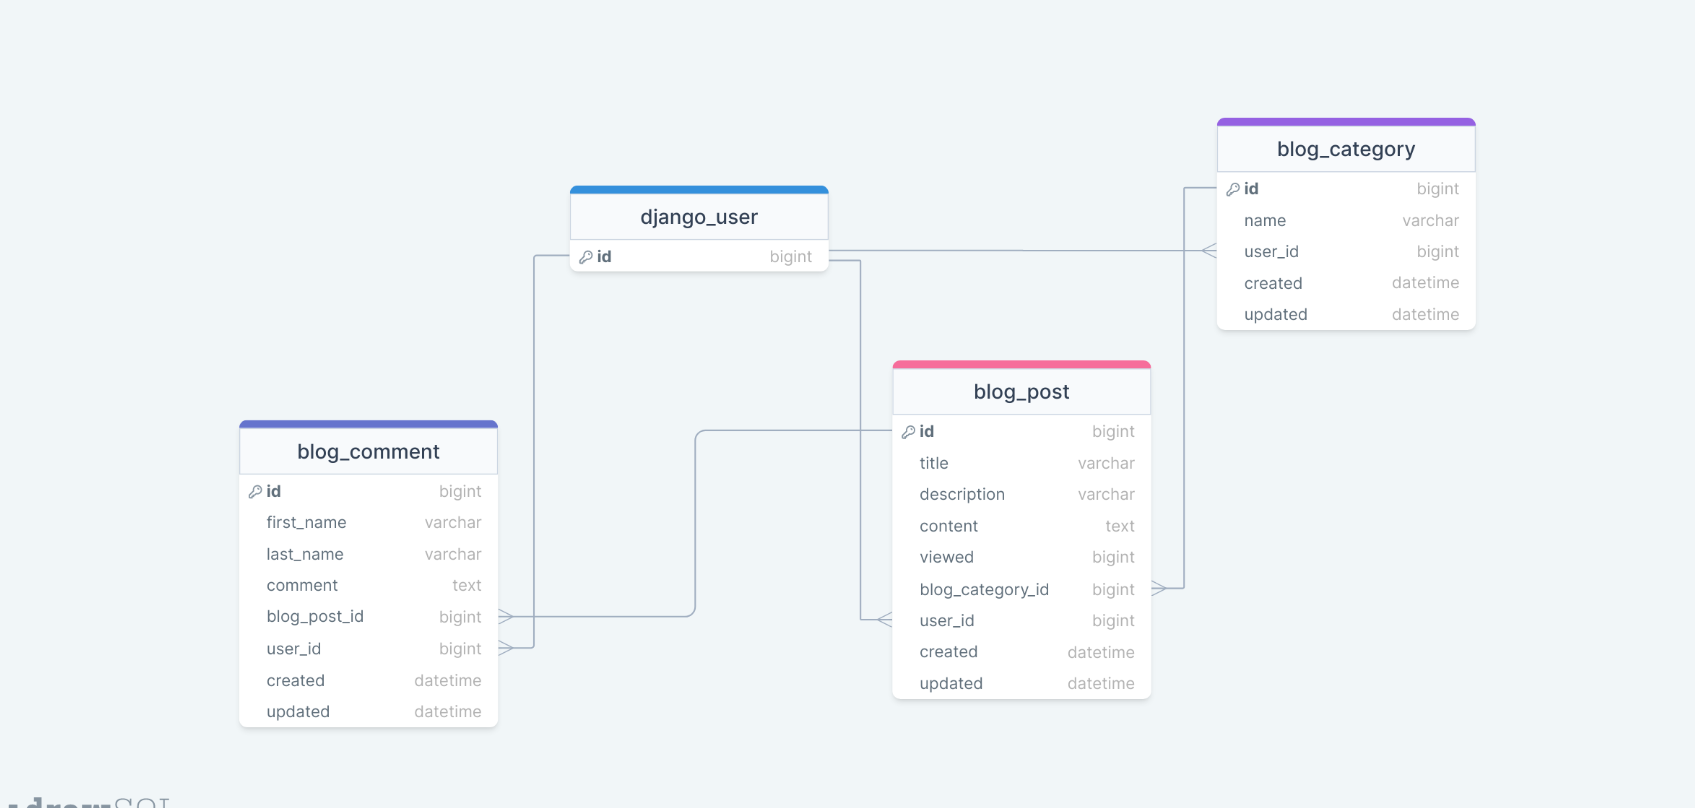 django_user
id bigint
blog_category
id bigint
name varchar
user_id bigint
created datetime
updated datetime
blog_post
id bigint
title varchar
description varchar
content text
viewed bigint
blog_category_id bigint
user_id bigint
created datetime
updated datetime
blog_comment
id bigint
first_name varchar
last_name varchar
comment text
blog_post_id bigint
user_id bigint
created datetime
updated datetime
drawSQL